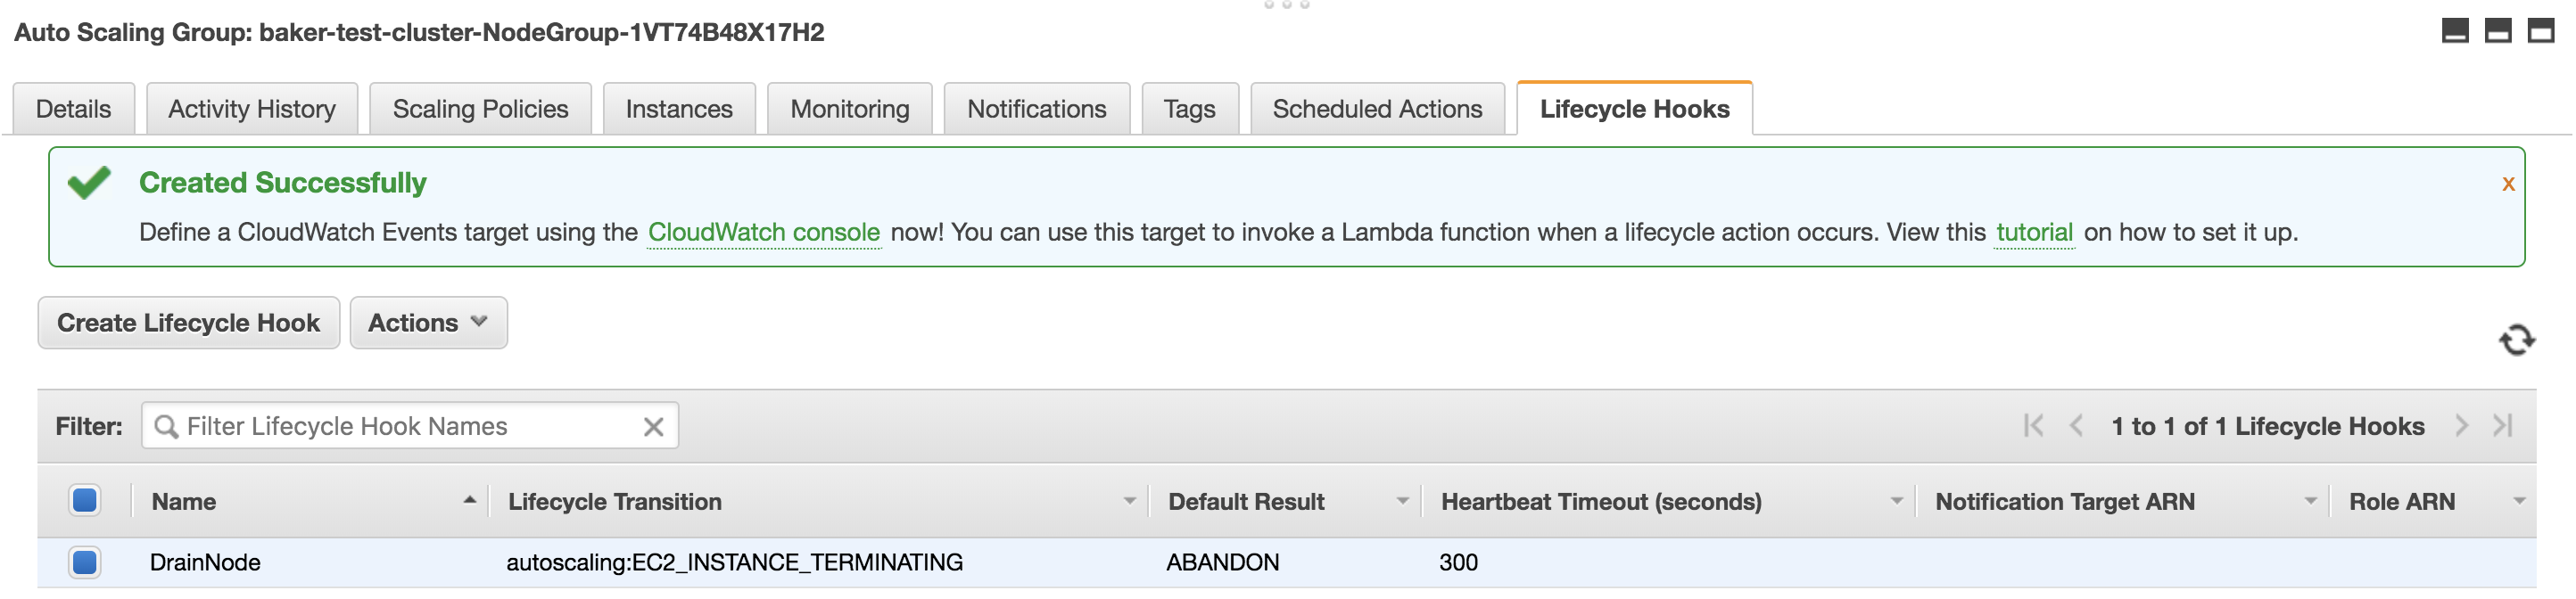 Auto Scaling Group: baker-test-cluster-NodeGroup-1VT74B48X17H2
Details Activity History Scaling Policies Instances Monitoring Notifications Tags Scheduled Actions Lifecycle Hooks
Created Successfully x
Define a CloudWatch Events target using the CloudWatch console now! You can use this target to invoke a Lambda function when a lifecycle action occurs. View this tutorial on how to set it up.
Create Lifecycle Hook Actions
Filter: Filter Lifecycle Hook Names 1 to 1 of 1 Lifecycle Hooks
Name Lifecycle Transition Default Result Heartbeat Timeout (seconds) Notification Target ARN Role ARN
DrainNode autoscaling:EC2_INSTANCE_TERMINATING ABANDON 300